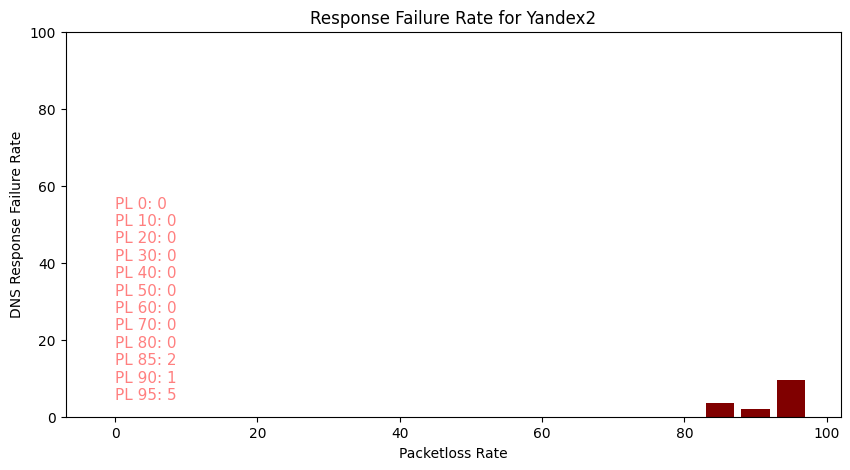 Response Failure Rate for Yandex2
100
80
60
40
20
0
DNS Response Failure Rate
PL 0: 0
PL 10: 0
PL 20: 0
PL 30: 0
PL 40: 0
PL 50: 0
PL 60: 0
PL 70: 0
PL 80: 0
PL 85: 2
PL 90: 1
PL 95: 5
0 20 40 60 80 100
Packetloss Rate